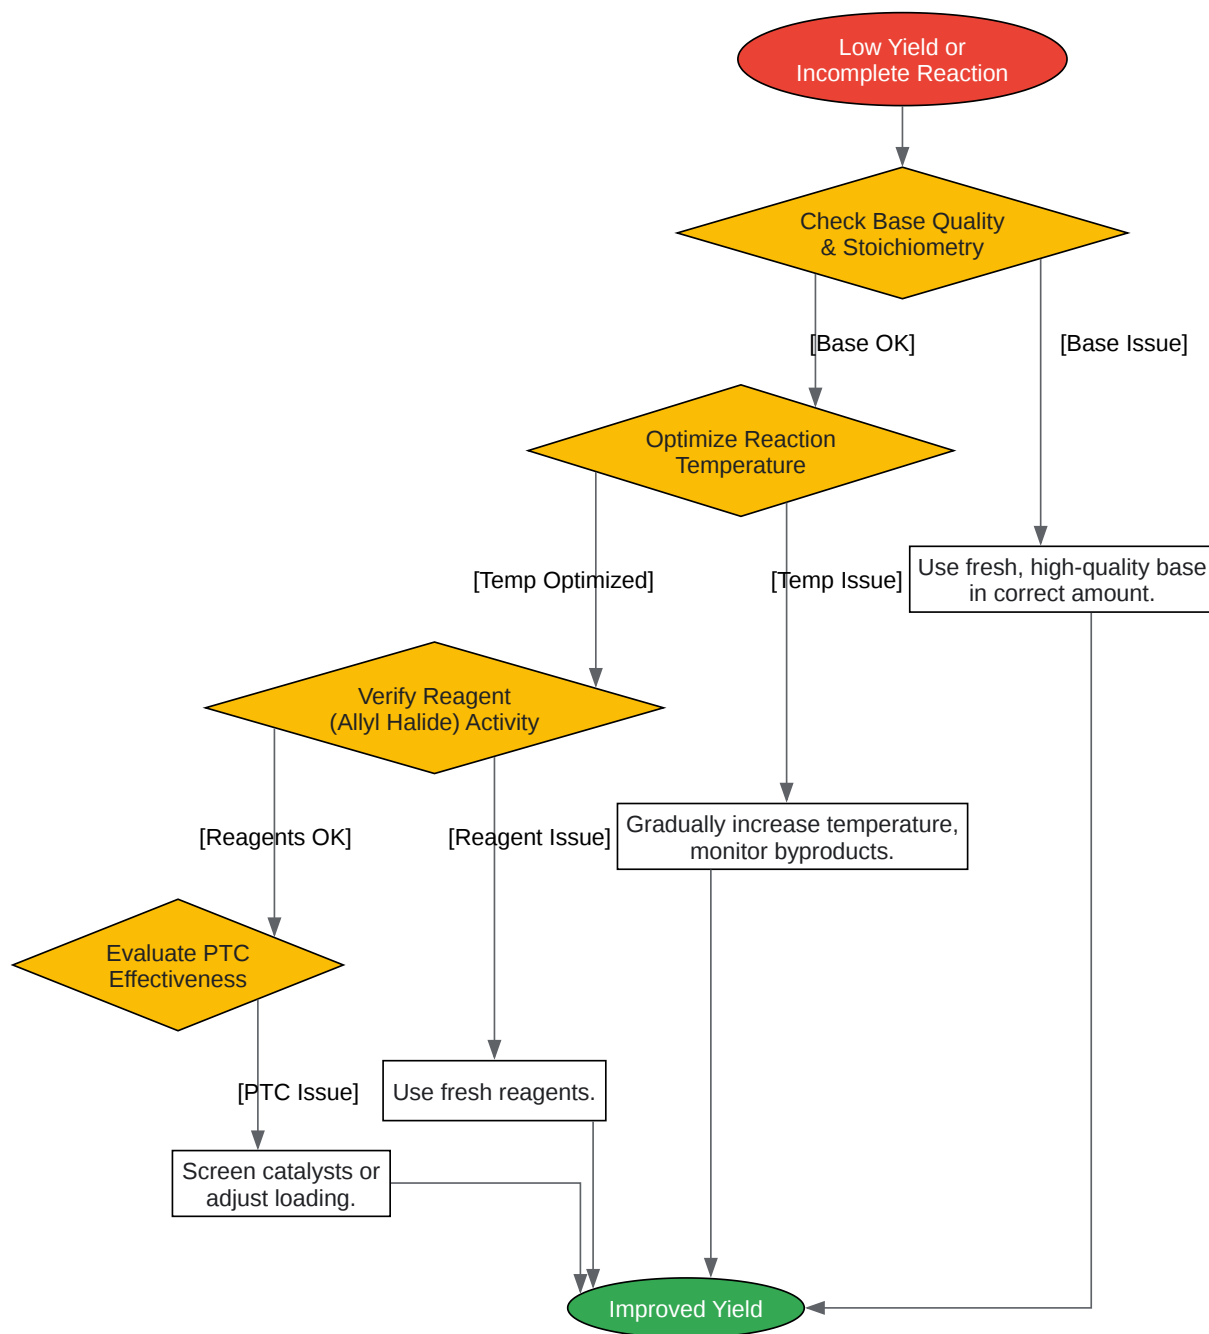 Low Yield or
Incomplete Reaction
Check Base Quality
& Stoichiometry
[Base OK]
[Base Issue]
Optimize Reaction
Temperature
[Temp Optimized]
[Temp Issue]
Use fresh, high-quality base
in correct amount.
Verify Reagent
(Allyl Halide) Activity
[Reagents OK]
[Reagent Issue]
Gradually increase temperature,
monitor byproducts.
Evaluate PTC
Effectiveness
[PTC Issue]
Use fresh reagents.
Screen catalysts or
adjust loading.
Improved Yield